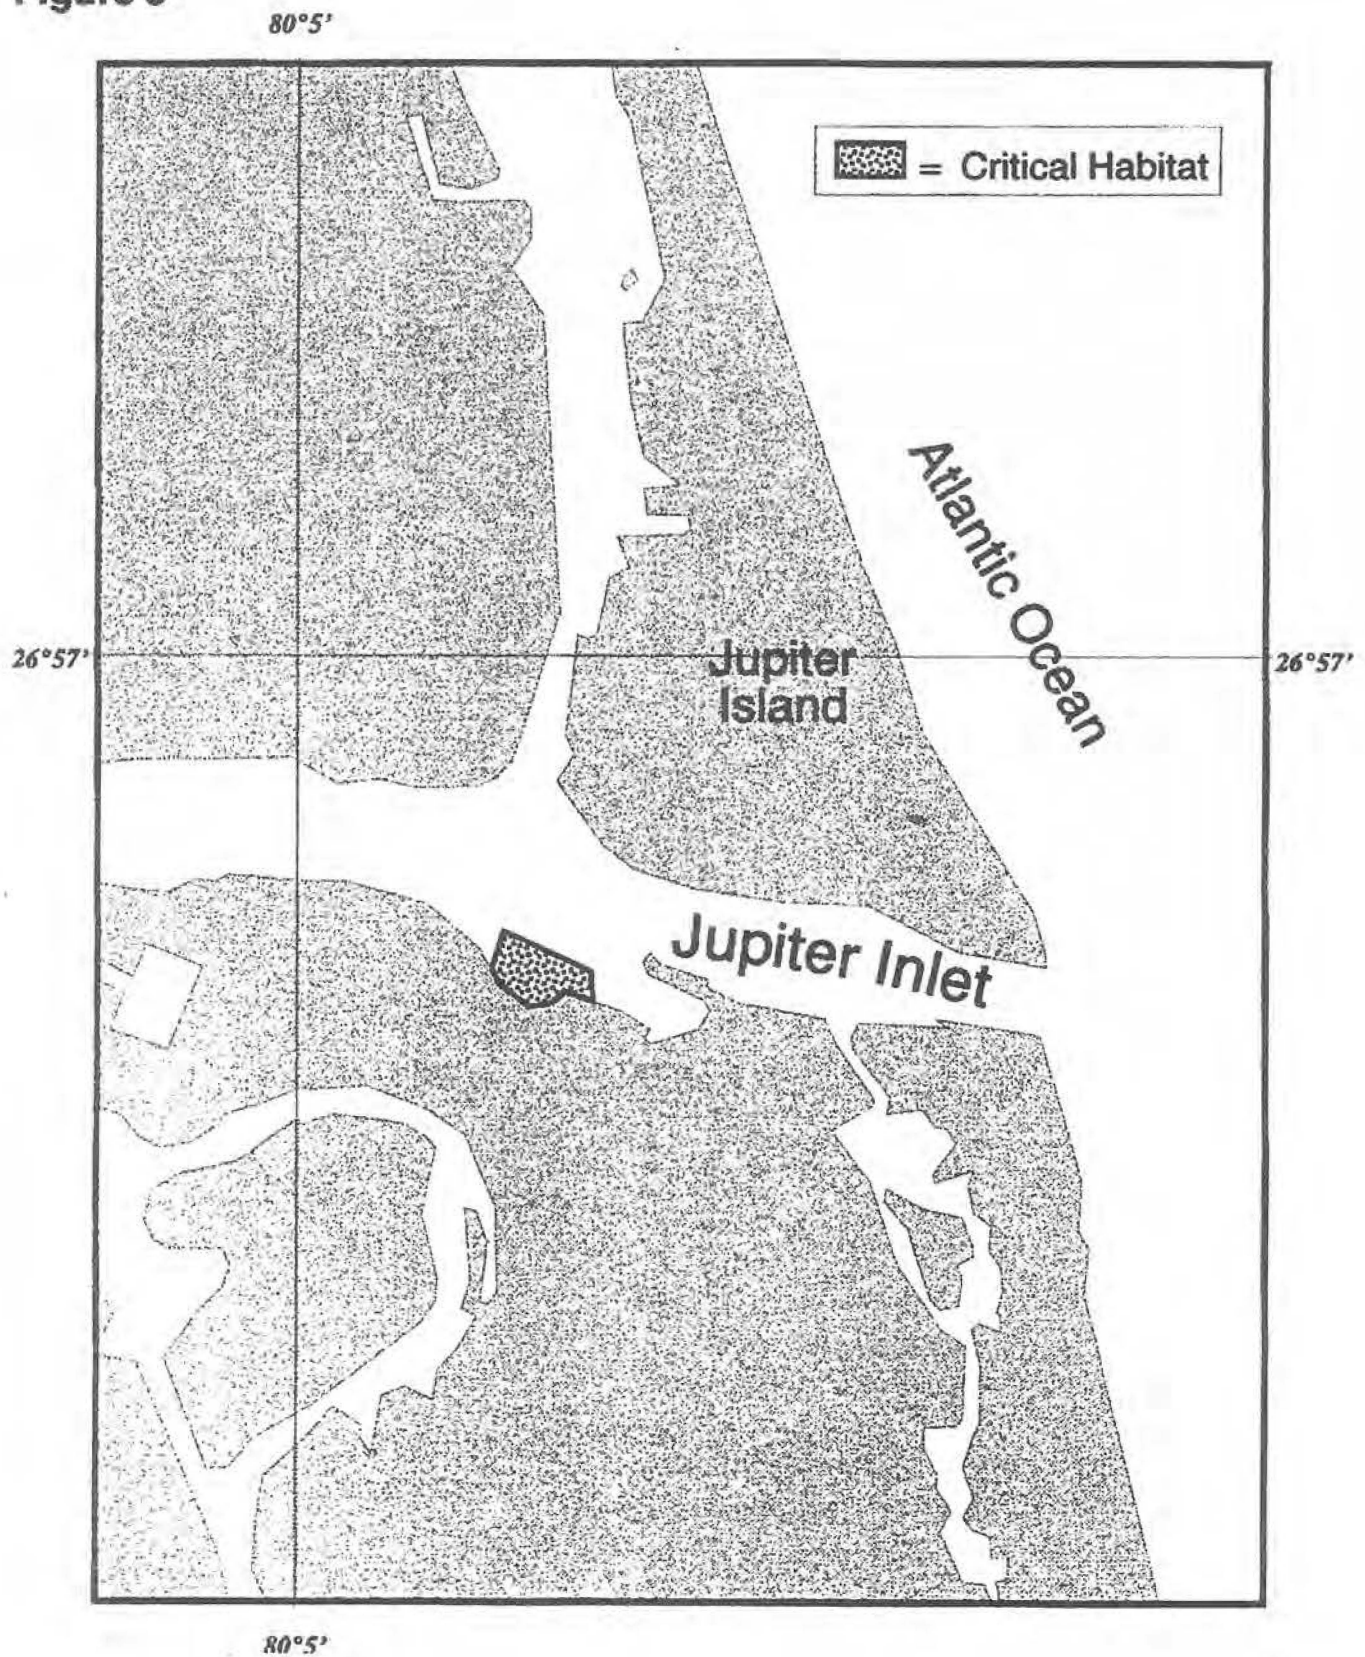 80°5'
= Critical Habitat
Atlantic Ocean
26°57'
Jupiter
Island
26°57'
Jupiter Inlet
80°5'